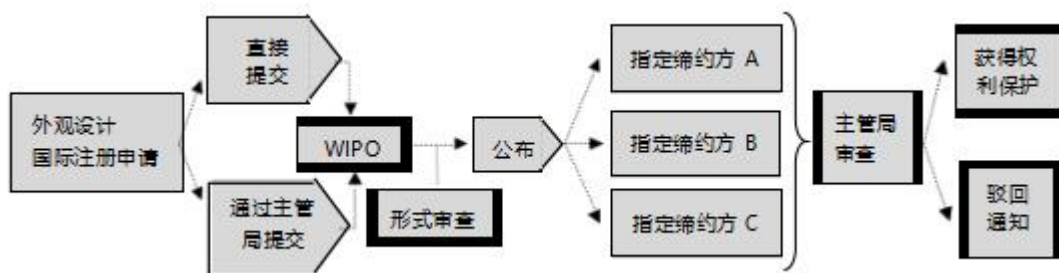 外观设计
国际注册申请
直接
提交
通过主管
局提交
WIPO
形式审查
公布
指定缔约方 A
指定缔约方 B
指定缔约方 C
主管局
审查
获得权
利保护
驳回
通知